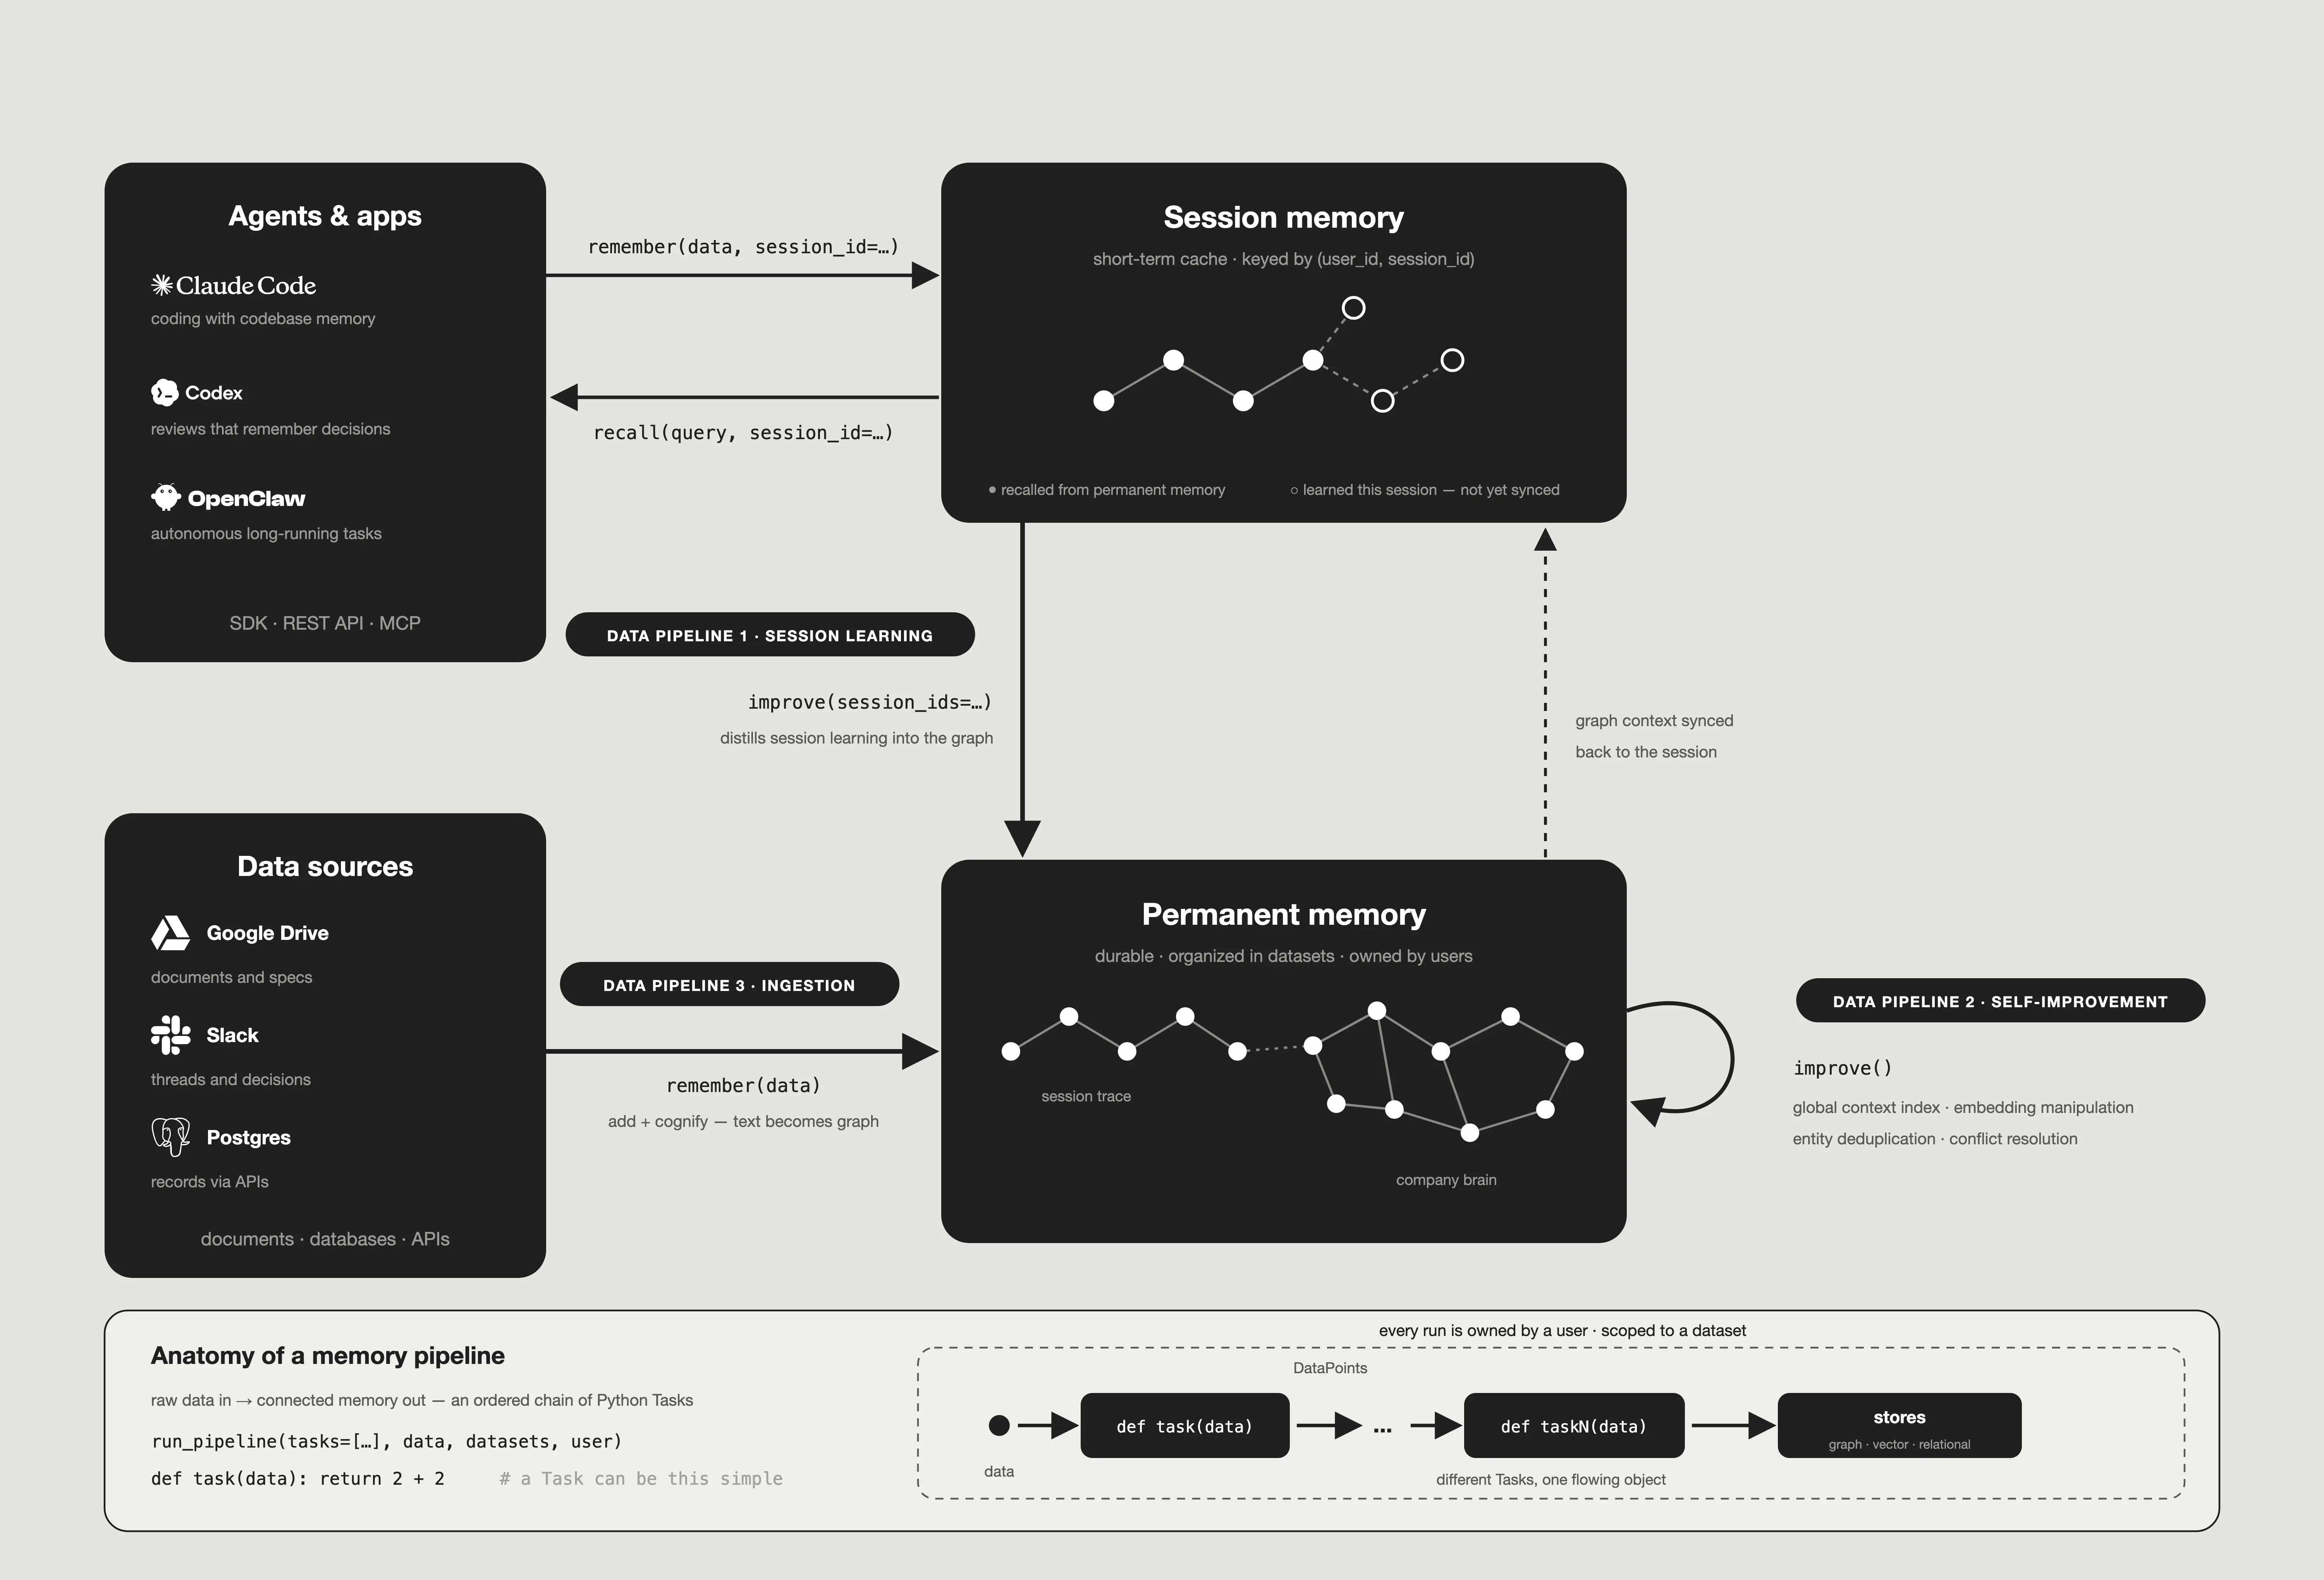 Agents & apps
Claude Code
coding with codebase memory
Codex
reviews that remember decisions
OpenClaw
autonomous long-running tasks
SDK · REST API · MCP
remember(data, session_id=…)
recall(query, session_id=…)
Session memory
short-term cache · keyed by (user_id, session_id)
● recalled from permanent memory
○ learned this session — not yet synced
DATA PIPELINE 1 · SESSION LEARNING
improve(session_ids=…)
distills session learning into the graph
graph context synced
back to the session
Data sources
Google Drive
documents and specs
Slack
threads and decisions
Postgres
records via APIs
documents · databases · APIs
DATA PIPELINE 3 · INGESTION
remember(data)
add + cognify — text becomes graph
Permanent memory
durable · organized in datasets · owned by users
session trace
company brain
DATA PIPELINE 2 · SELF-IMPROVEMENT
improve()
global context index · embedding manipulation
entity deduplication · conflict resolution
Anatomy of a memory pipeline
raw data in → connected memory out — an ordered chain of Python Tasks
run_pipeline(tasks=[…], data, datasets, user)
def task(data): return 2 + 2 # a Task can be this simple
every run is owned by a user · scoped to a dataset
DataPoints
data
def task(data)
...
def taskN(data)
stores
graph · vector · relational
different Tasks, one flowing object